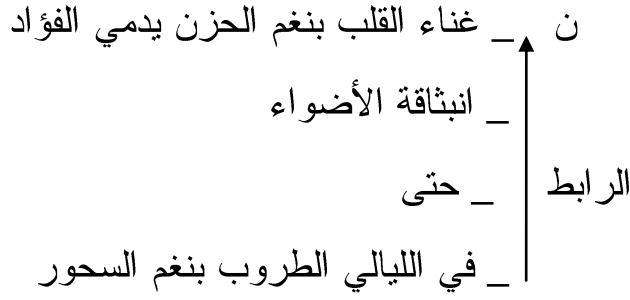 ن _ غناء القلب بنغم الحزن يدمي الفؤاد
_ انبثاقة الأضواء
الرابط _ حتى
_ في الليالي الطروب بنغم السحور